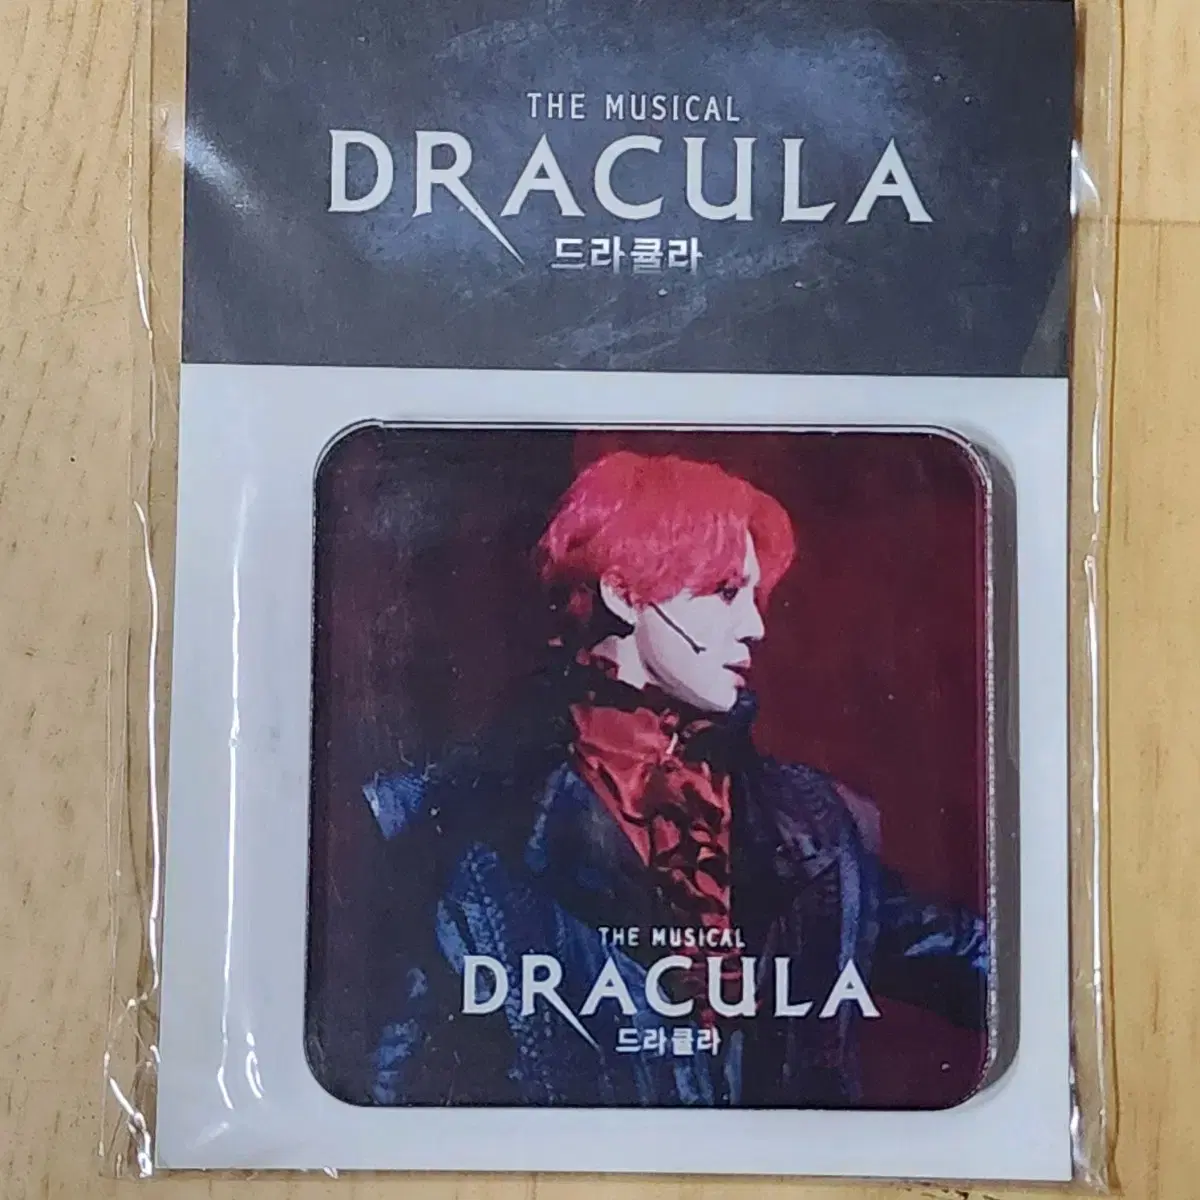 THE MUSICAL
DRACULA
드라큘라
THE MUSICAL
DRACULA
드라큘라